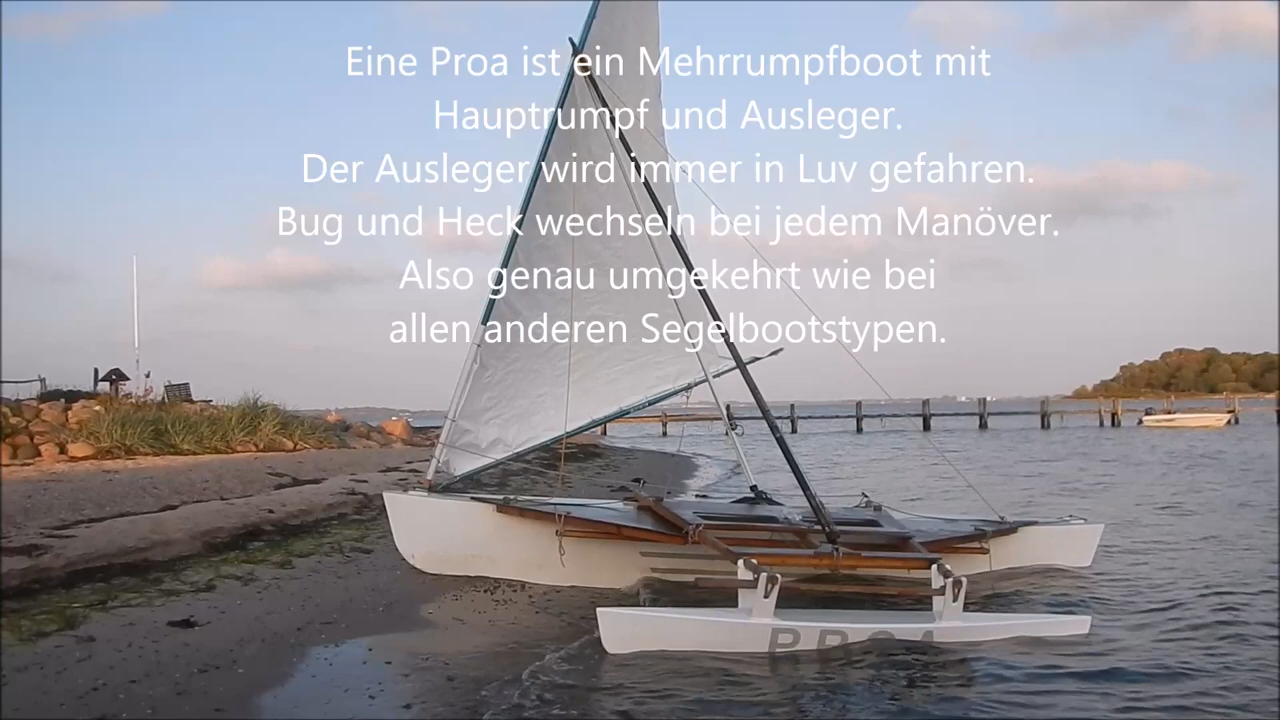 Eine Proa ist ein Mehrrumpfboot mit
Hauptrumpf und Ausleger.
Der Ausleger wird immer in Luv gefahren.
Bug und Heck wechseln bei jedem Manöver.
Also genau umgekehrt wie bei
allen anderen Segelbootstypen.
PROA